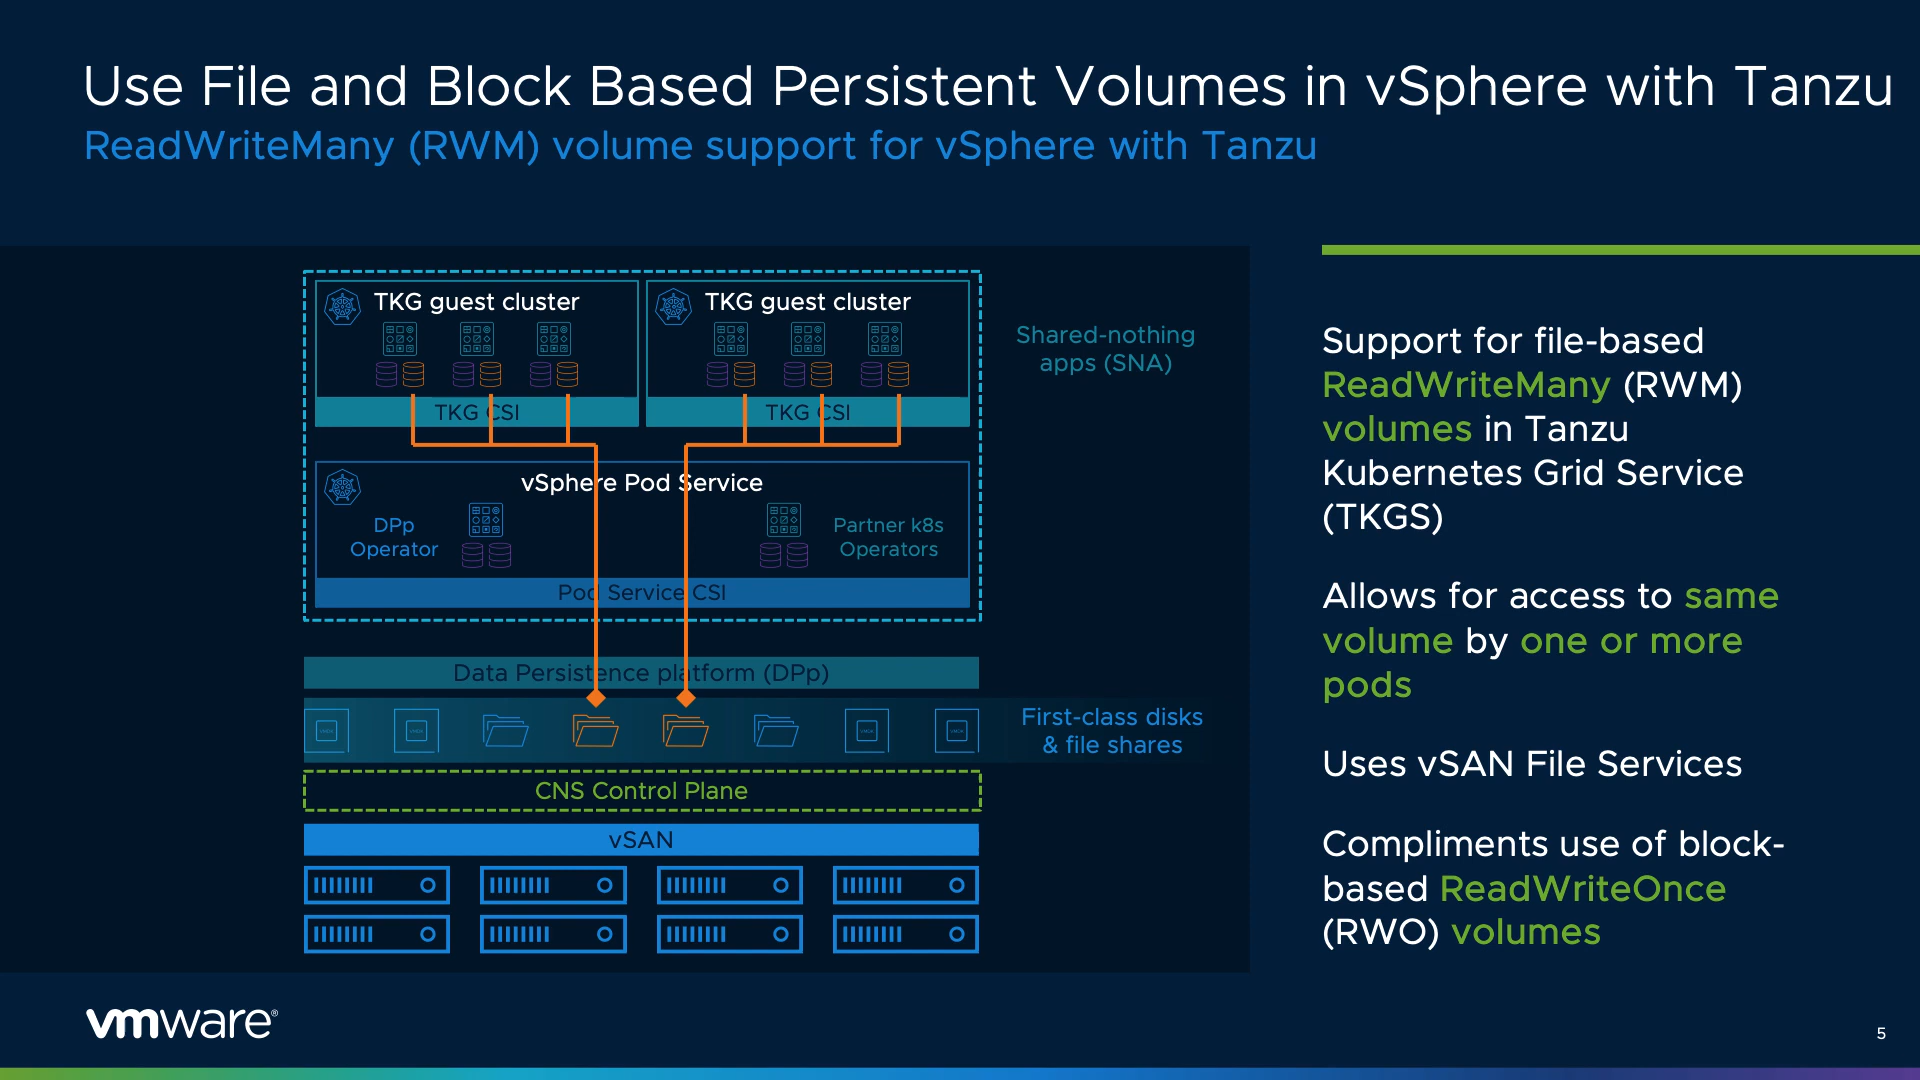 Use File and Block Based Persistent Volumes in vSphere with Tanzu
ReadWriteMany (RWM) volume support for vSphere with Tanzu
TKG guest cluster
TKG guest cluster
TKG CSI
TKG CSI
Shared-nothing
apps (SNA)
vSphere Pod Service
DPp
Operator
Partner k8s
Operators
Pod Service CSI
Data Persistence platform (DPp)
First-class disks
& file shares
CNS Control Plane
vSAN
Support for file-based
ReadWriteMany (RWM)
volumes in Tanzu
Kubernetes Grid Service
(TKGS)
Allows for access to same
volume by one or more
pods
Uses vSAN File Services
Compliments use of block-
based ReadWriteOnce
(RWO) volumes
vmware®
5